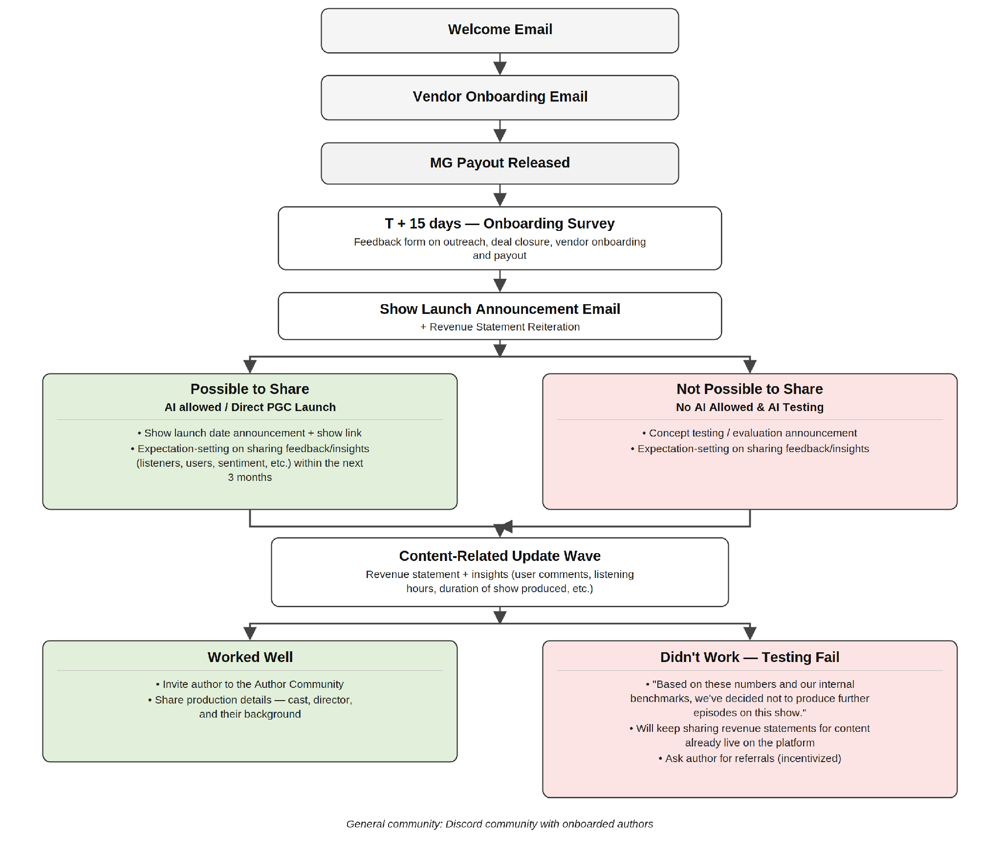 Welcome Email
Vendor Onboarding Email
MG Payout Released
T + 15 days — Onboarding Survey
Feedback form on outreach, deal closure, vendor onboarding
and payout
Show Launch Announcement Email
+ Revenue Statement Reiteration
Possible to Share
AI allowed / Direct PGC Launch
• Show launch date announcement + show link
• Expectation-setting on sharing feedback/insights
(listeners, users, sentiment, etc.) within the next
3 months
Not Possible to Share
No AI Allowed & AI Testing
• Concept testing / evaluation announcement
• Expectation-setting on sharing feedback/insights
Content-Related Update Wave
Revenue statement + insights (user comments, listening
hours, duration of show produced, etc.)
Worked Well
• Invite author to the Author Community
• Share production details — cast, director,
and their background
Didn't Work — Testing Fail
• "Based on these numbers and our internal
benchmarks, we've decided not to produce further
episodes on this show."
• Will keep sharing revenue statements for content
already live on the platform
• Ask author for referrals (incentivized)
General community: Discord community with onboarded authors